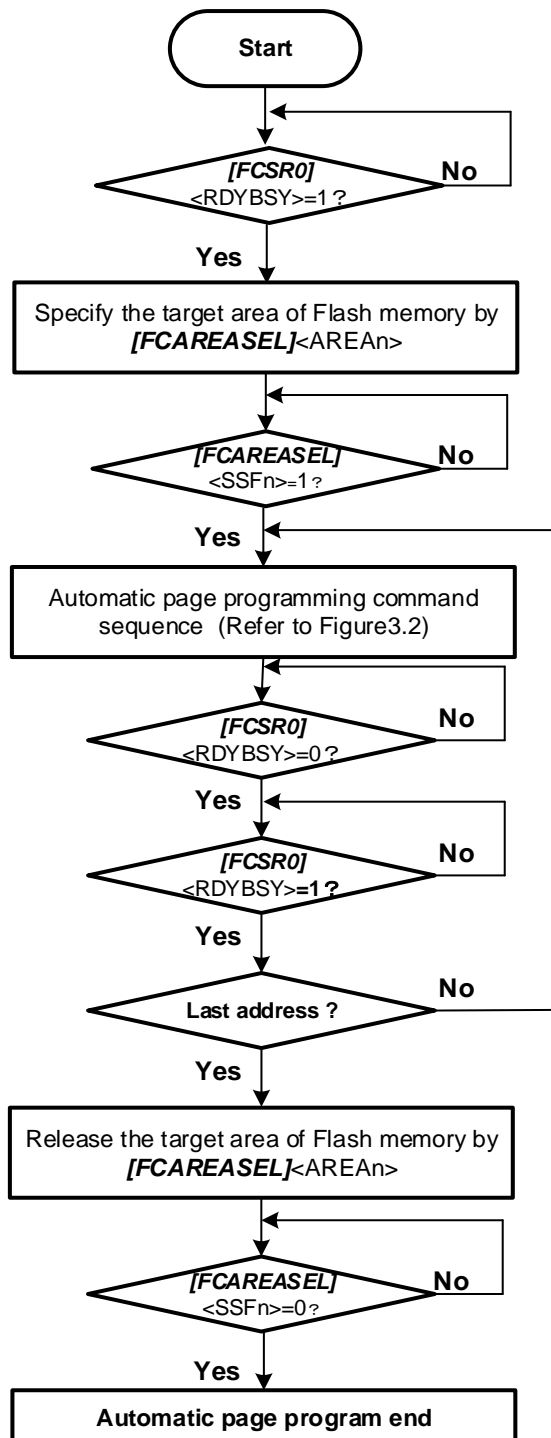 Start
[FCSR0]
<RDYBSY>=1?
No
Yes
Specify the target area of Flash memory by
[FCAREASEL]<AREAn>
[FCAREASEL]
<SSFn>=1?
No
Yes
Automatic page programming command
sequence (Refer to Figure3.2)
[FCSR0]
<RDYBSY>=0?
No
Yes
[FCSR0]
<RDYBSY>=1?
No
Yes
Last address ?
No
Yes
Release the target area of Flash memory by
[FCAREASEL]<AREAn>
[FCAREASEL]
<SSFn>=0?
No
Yes
Automatic page program end